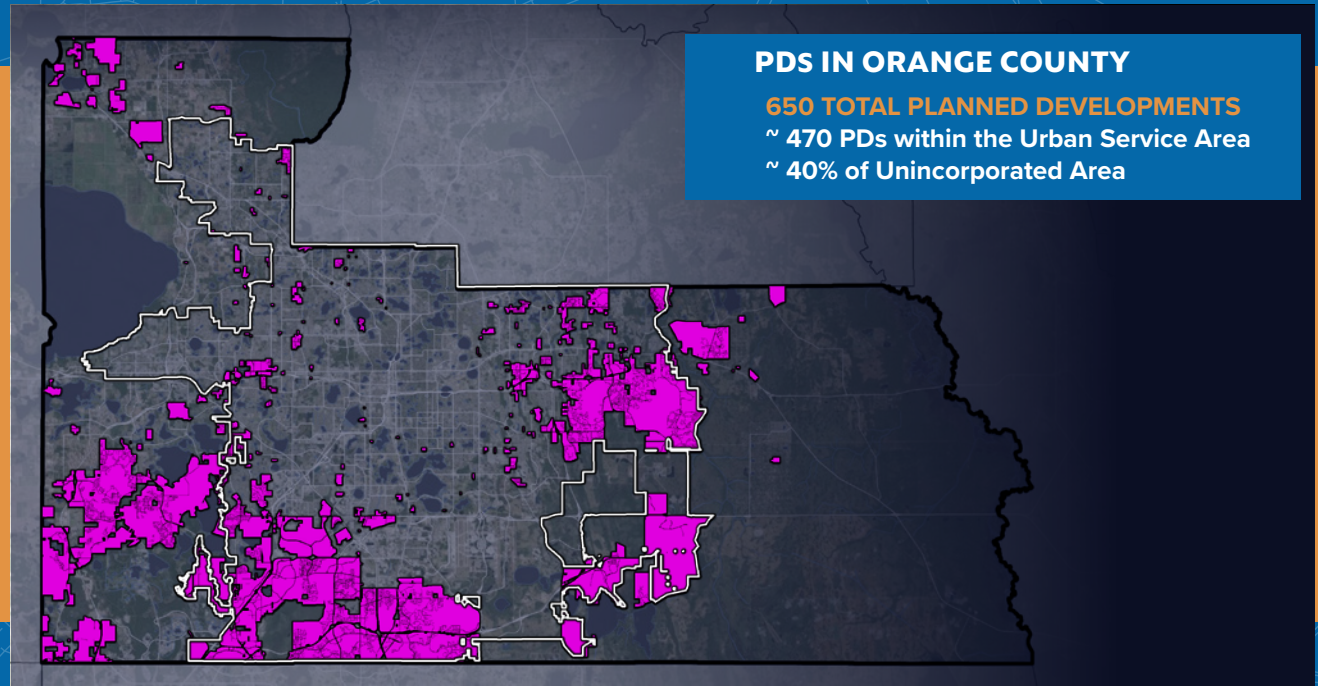 PDs IN ORANGE COUNTY
650 TOTAL PLANNED DEVELOPMENTS
~ 470 PDs within the Urban Service Area
~ 40% of Unincorporated Area